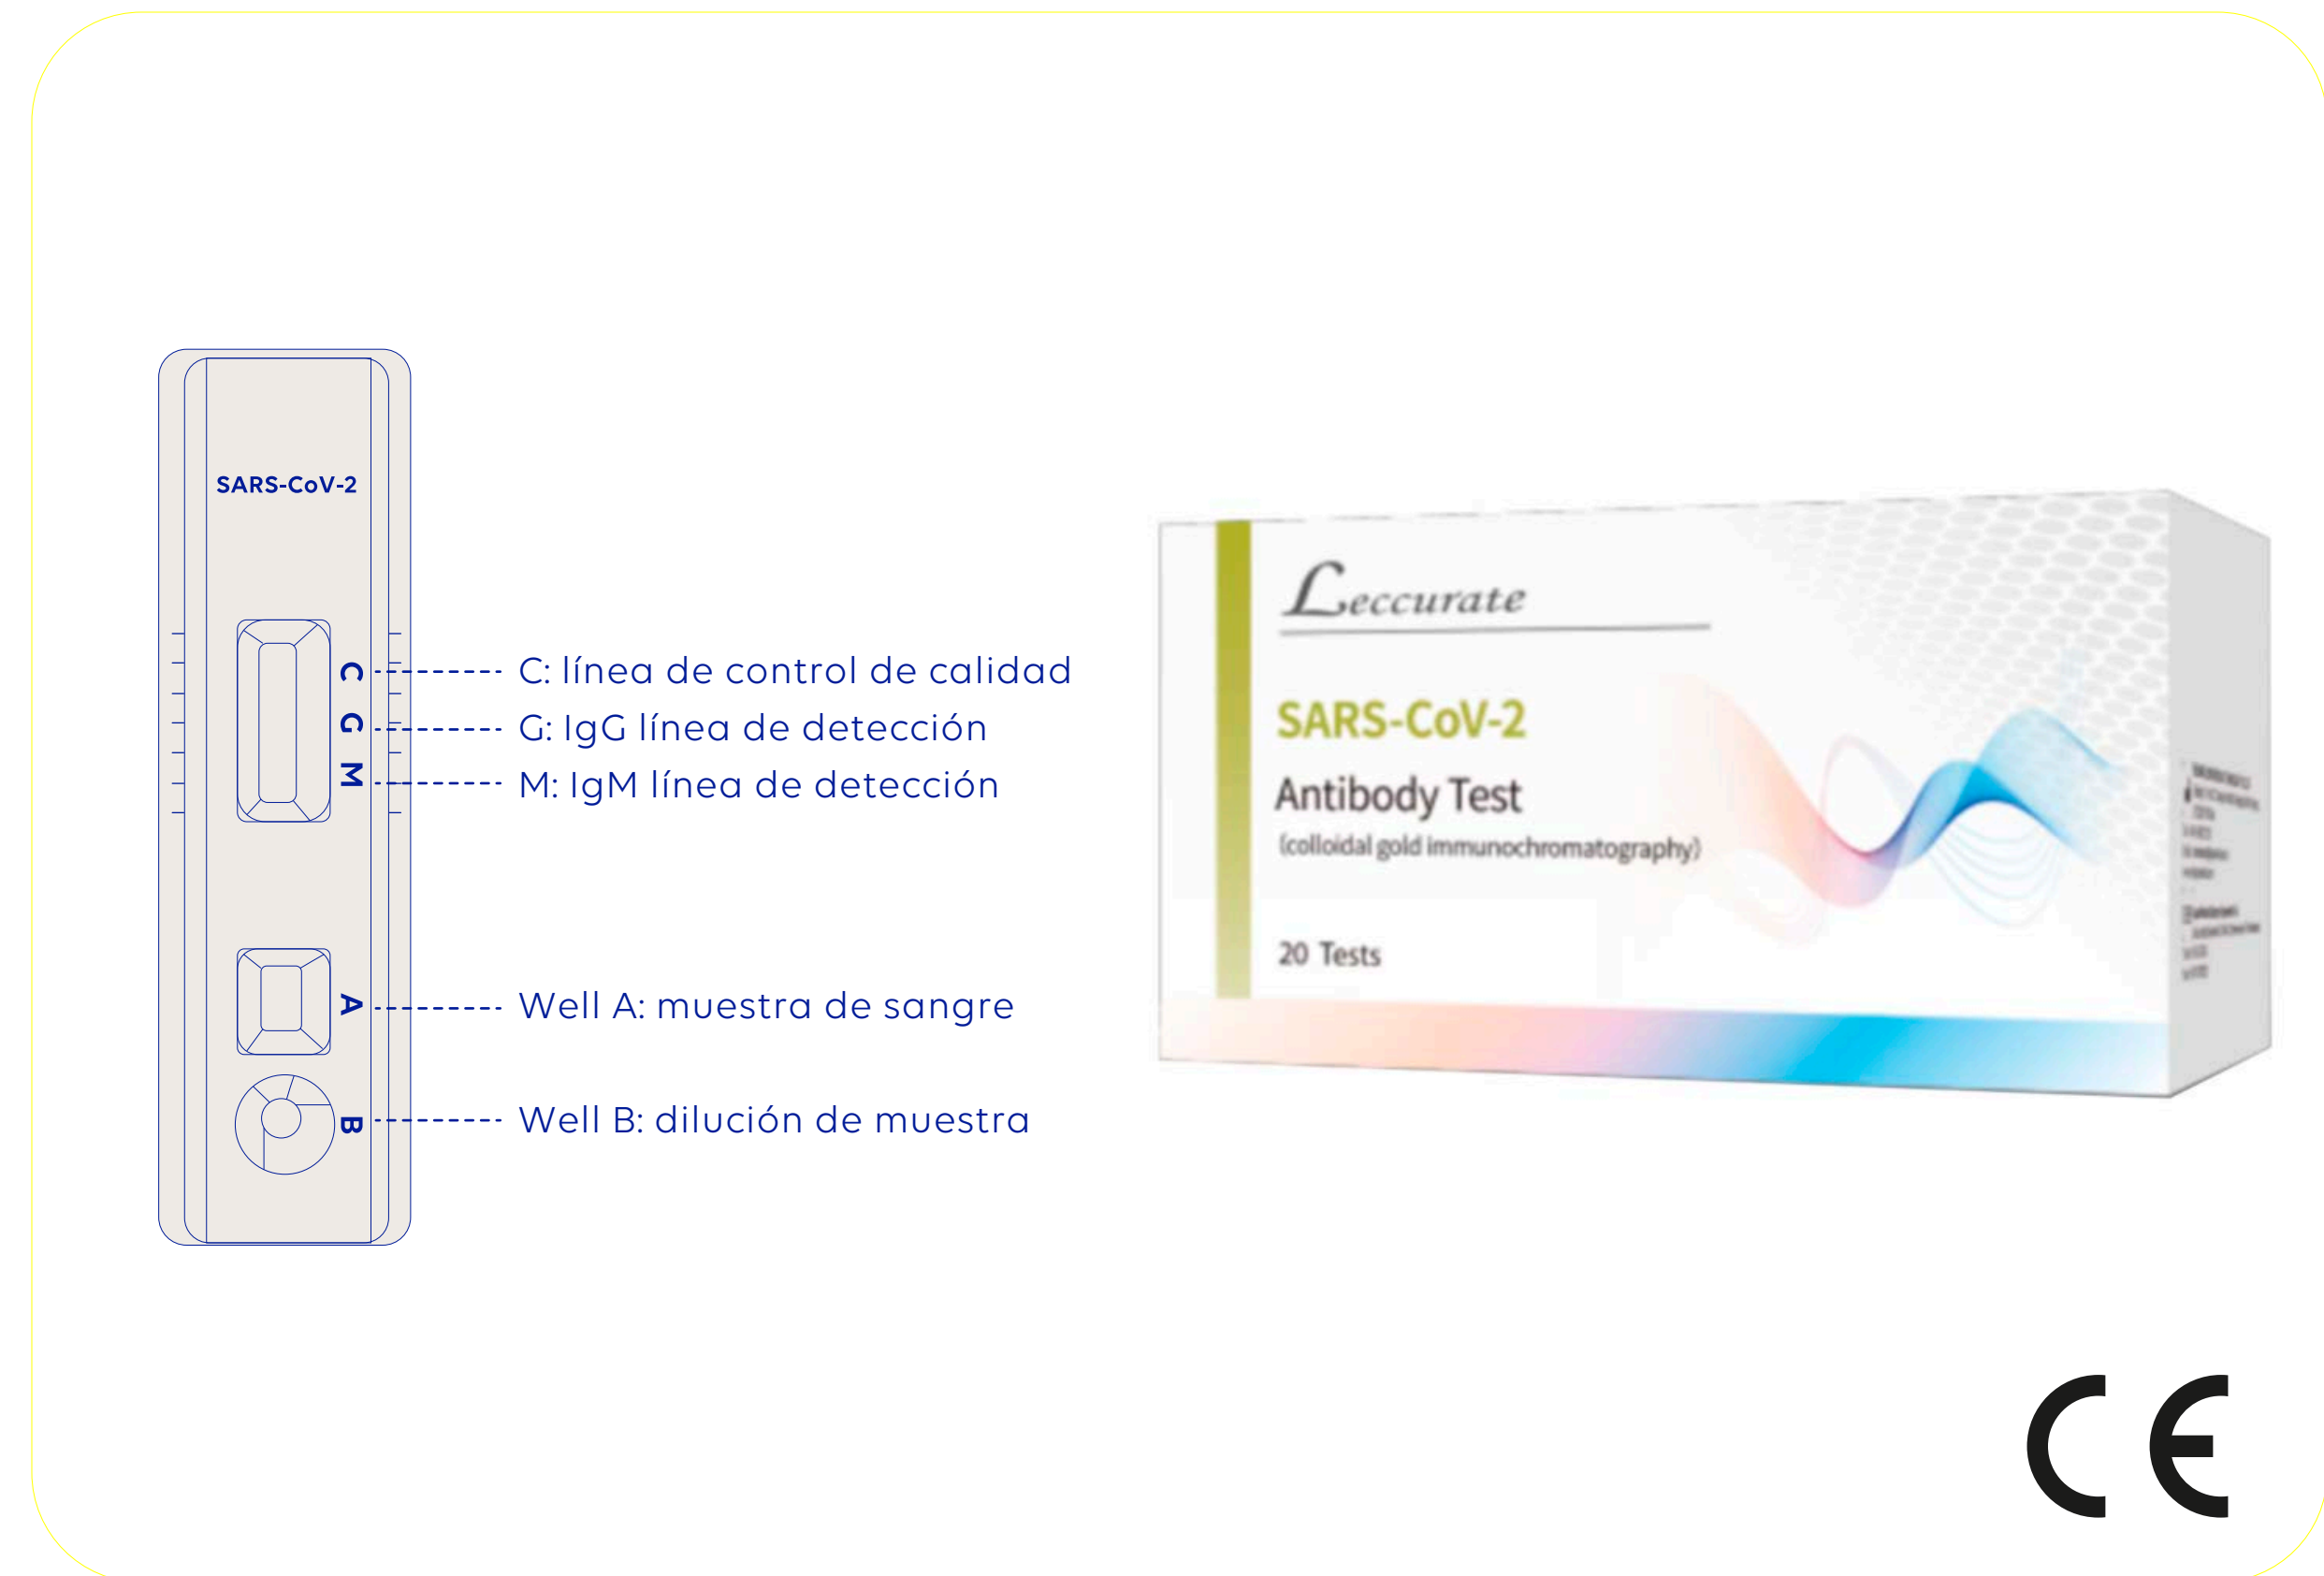 SARS-CoV-2
C
G
M
A
B
C: línea de control de calidad
G: IgG línea de detección
M: IgM línea de detección
Well A: muestra de sangre
Well B: dilución de muestra
Leccurate
SARS-CoV-2
Antibody Test
(colloidal gold immunochromatography)
20 Tests
CE